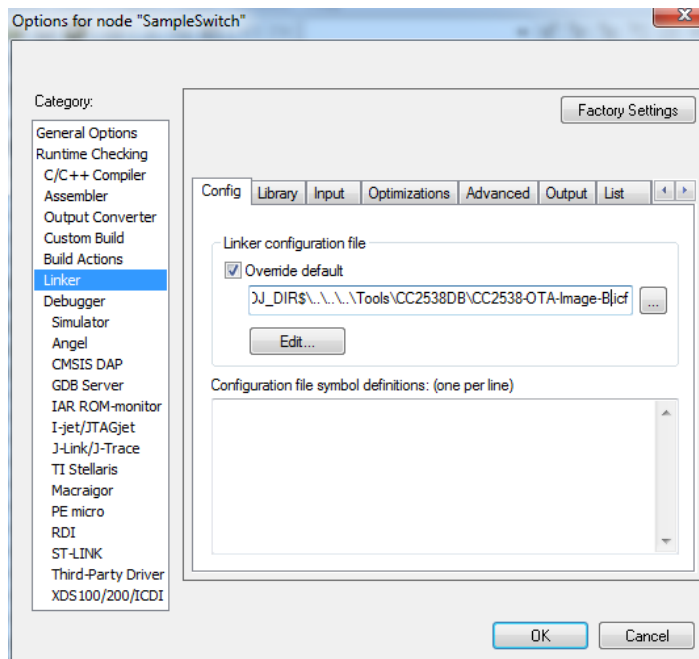 Options for node "SampleSwitch"
Category:
Factory Settings
General Options
Runtime Checking
C/C++ Compiler
Assembler
Output Converter
Custom Build
Build Actions
Linker
Debugger
Simulator
Angel
CMSIS DAP
GDB Server
IAR ROM-monitor
I-jet/JTAGjet
J-Link/J-Trace
TI Stellaris
Macraigor
PE micro
RDI
ST-LINK
Third-Party Driver
XDS100/200/ICDI
Config Library Input Optimizations Advanced Output List
Linker configuration file
Override default
OJ_DIR$\..\..\..\Tools\CC2538DB\CC2538-OTA-Image-B.icf ...
Edit...
Configuration file symbol definitions: (one per line)
OK Cancel